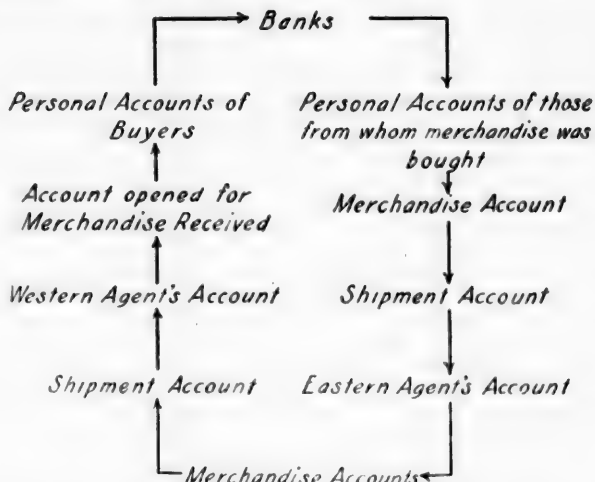 Banks
Personal Accounts of
Buyers
Personal Accounts of those
from whom merchandise was
bought
Account opened for
Merchandise Received
Merchandise Account
Western Agent's Account
Shipment Account
Shipment Account
Eastern Agent's Account
Merchandise Accounts